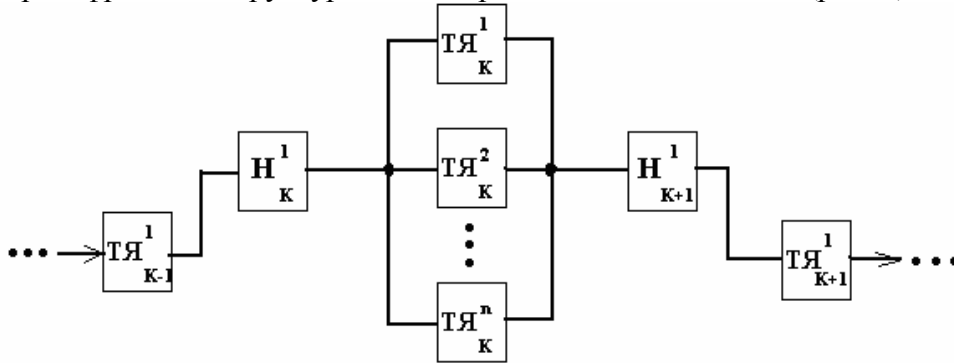 ТЯ 1 К
ТЯ 2 К
Н 1 К
Н 1 К+1
ТЯ 1 К-1
ТЯ 1 К+1
ТЯ n К